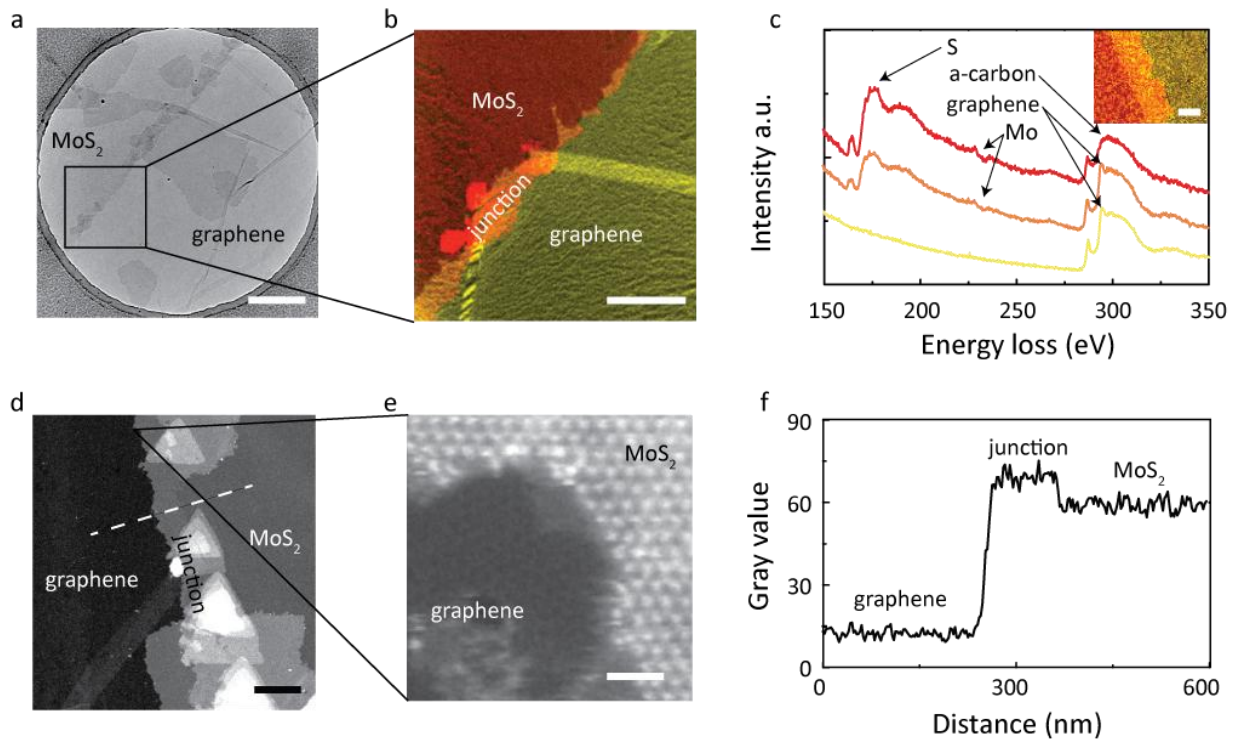 a
MoS2
graphene
b
MoS2
junction
graphene
c
S
a-carbon
graphene
Mo
Intensity a.u.
150 200 250 300 350
Energy loss (eV)
d
graphene
junction
MoS2
e
MoS2
graphene
f
90
60
30
0
Gray value
graphene
junction
MoS2
0 300 600
Distance (nm)